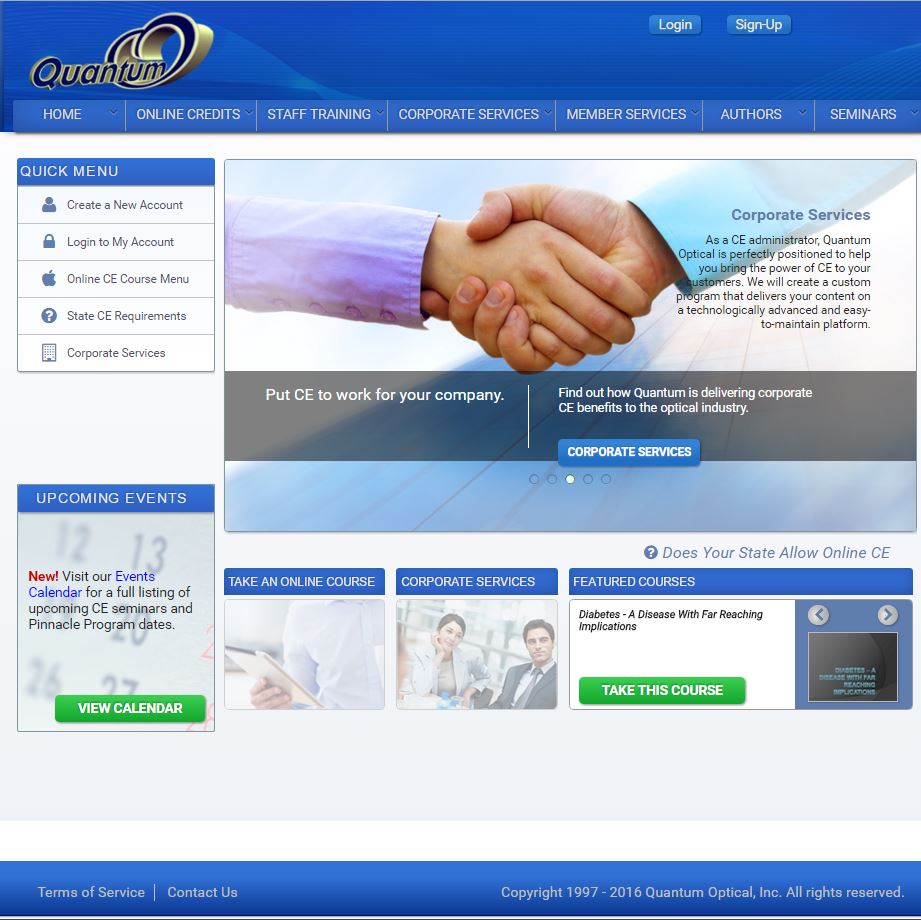 Quantum
Login
Sign-Up
HOME
ONLINE CREDITS
STAFF TRAINING
CORPORATE SERVICES
MEMBER SERVICES
AUTHORS
SEMINARS
QUICK MENU
Create a New Account
Login to My Account
Online CE Course Menu
State CE Requirements
Corporate Services
Corporate Services
As a CE administrator, Quantum
Optical is perfectly positioned to help
you bring the power of CE to your
customers. We will create a custom
program that delivers your content on
a technologically advanced and easy-
to-maintain platform.
Put CE to work for your company.
Find out how Quantum is delivering corporate
CE benefits to the optical industry.
CORPORATE SERVICES
UPCOMING EVENTS
12
13
New! Visit our Events
Calendar for a full listing of
upcoming CE seminars and
Pinnacle Program dates.
20
26
27
VIEW CALENDAR
Does Your State Allow Online CE
TAKE AN ONLINE COURSE
CORPORATE SERVICES
FEATURED COURSES
Diabetes - A Disease With Far Reaching
Implications
TAKE THIS COURSE
DIABETES – A
DISEASE WITH FAR
REACHING
IMPLICATIONS
Terms of Service
Contact Us
Copyright 1997 - 2016 Quantum Optical, Inc. All rights reserved.